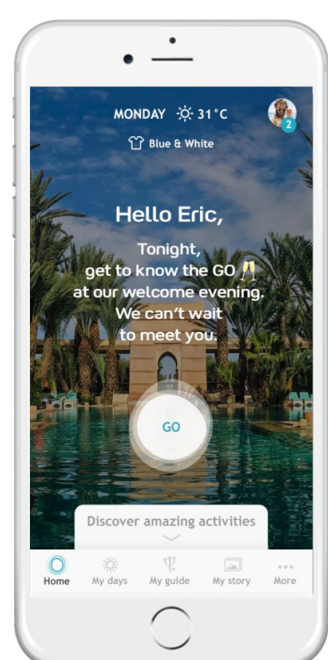 MONDAY 31°C
2
Blue & White
Hello Eric,
Tonight,
get to know the GO 🥂
at our welcome evening.
We can't wait
to meet you.
GO
Discover amazing activities
Home My days My guide My story More